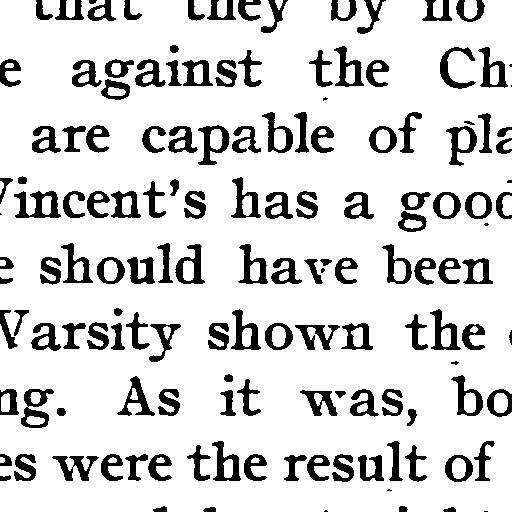 that they by no
e against the Ch
are capable of pla
Vincent's has a good
e should have been
Varsity shown the
ng. As it was, bo
es were the result of